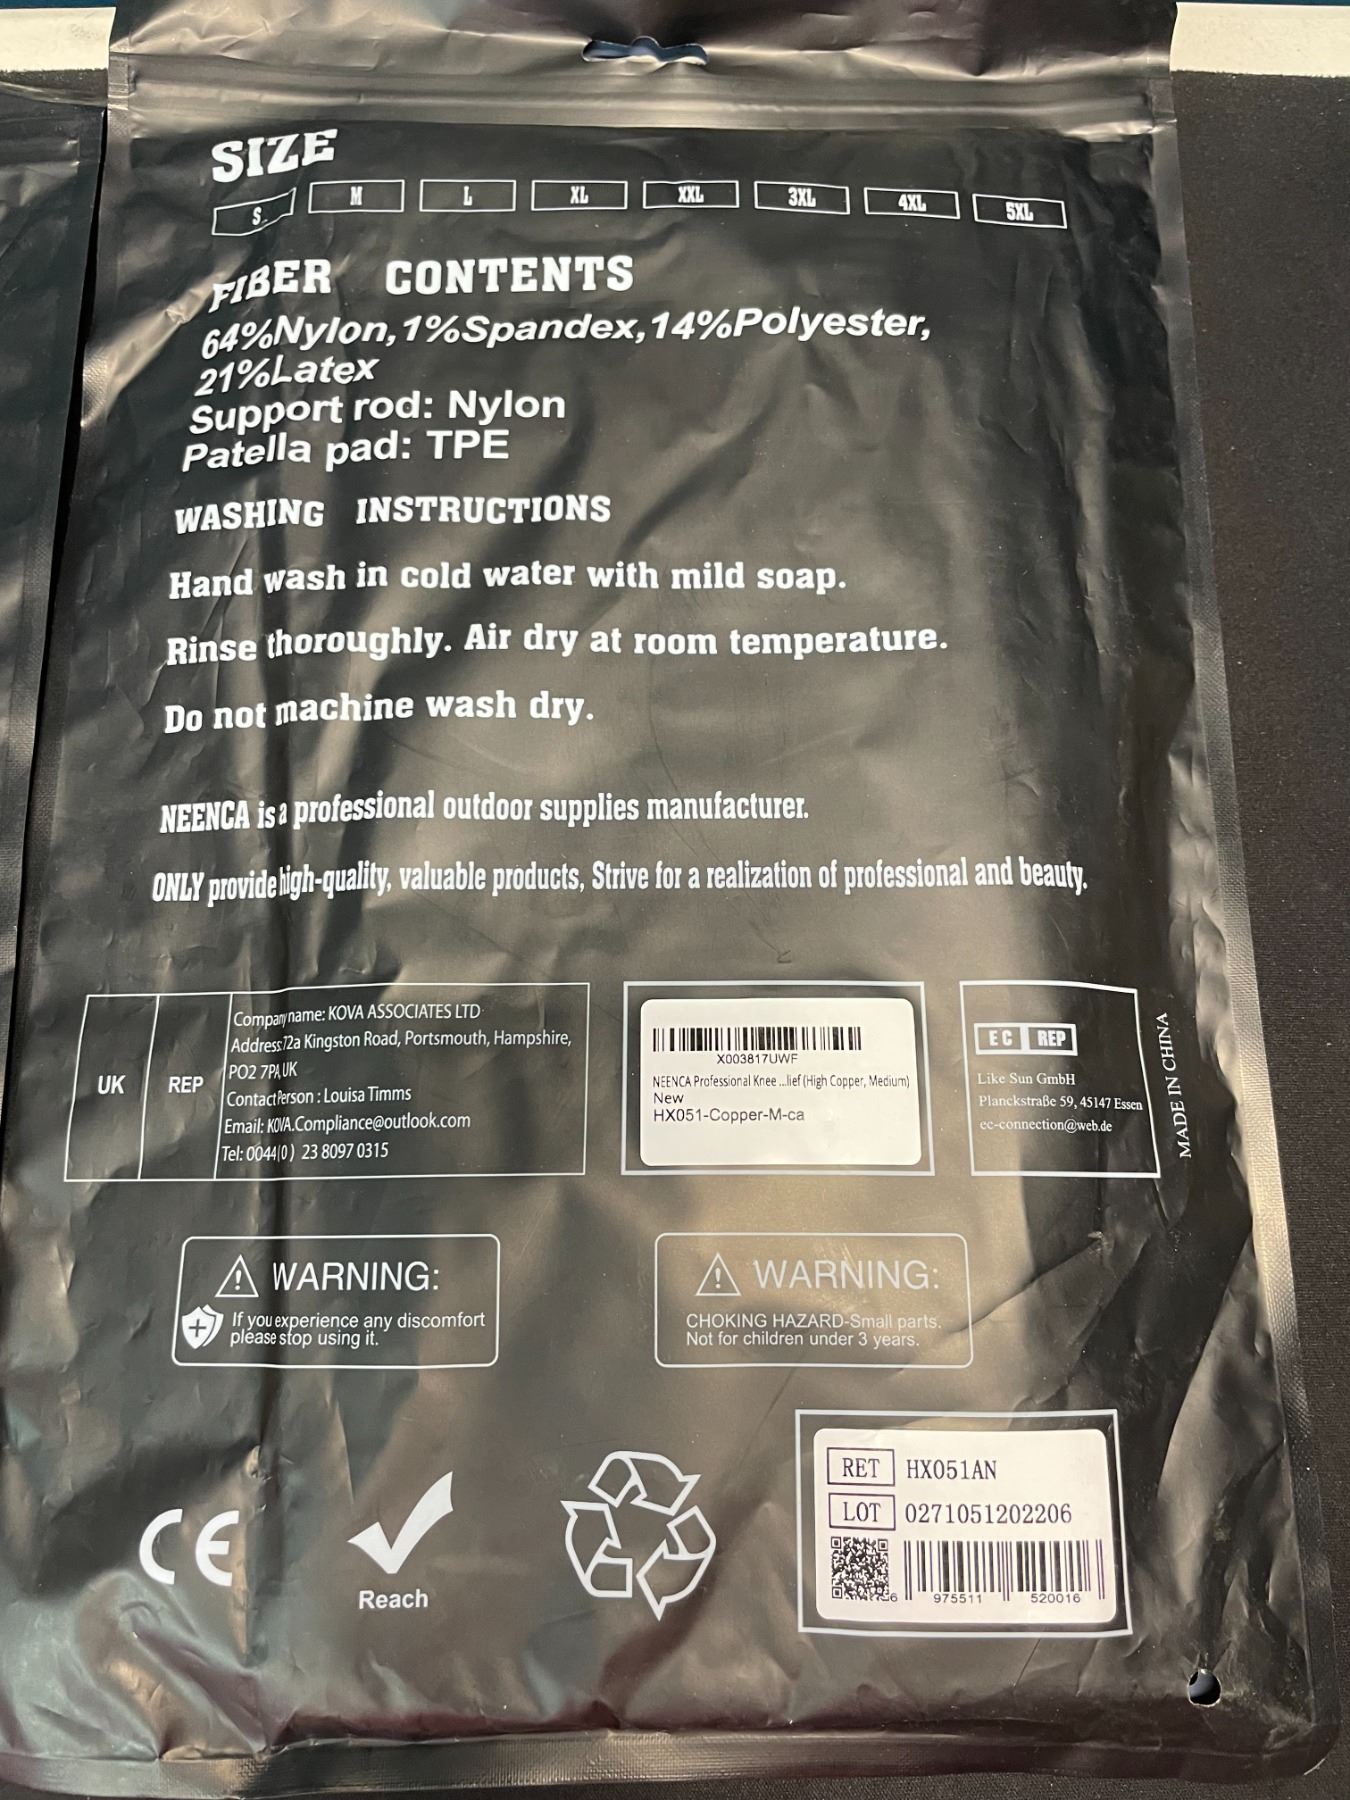 SIZE
S M L XL XXL 3XL 4XL 5XL
FIBER CONTENTS
64%Nylon,1%Spandex,14%Polyester,
21%Latex
Support rod: Nylon
Patella pad: TPE
WASHING INSTRUCTIONS
Hand wash in cold water with mild soap.
Rinse thoroughly. Air dry at room temperature.
Do not machine wash dry.
NEENCA is a professional outdoor supplies manufacturer.
ONLY provide high-quality, valuable products, Strive for a realization of professional and beauty.
UK REP
Company name: KOVA ASSOCIATES LTD
Address:72a Kingston Road, Portsmouth, Hampshire,
PO2 7PA UK
Contact Person : Louisa Timms
Email: KOVA.Compliance@outlook.com
Tel: 0044(0) 23 8097 0315
X003817UWF
NEENCA Professional Knee ...lief (High Copper, Medium)
New
HX051-Copper-M-ca
EC REP
Like Sun GmbH
Planckstraße 59, 45147 Essen
ec-connection@web.de
MADE IN CHINA
WARNING:
If you experience any discomfort
please stop using it.
WARNING:
CHOKING HAZARD-Small parts.
Not for children under 3 years.
CE
Reach
RET HX051AN
LOT 0271051202206
6 975511 520016